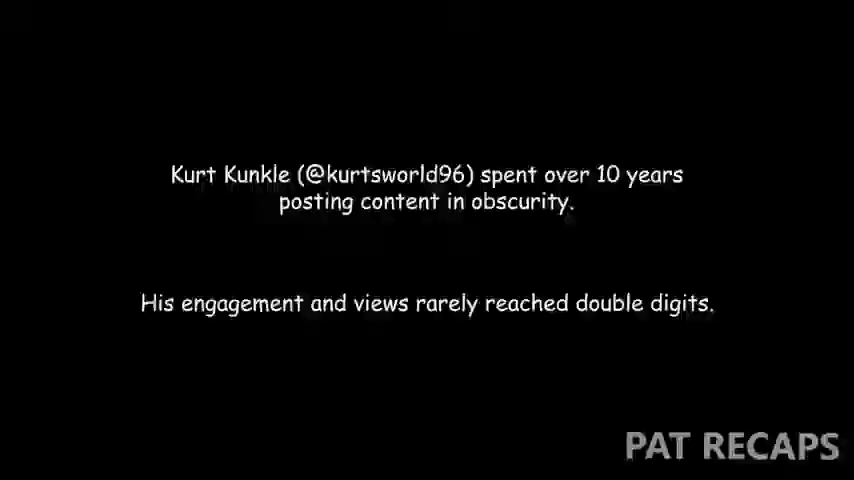 Kurt Kunkle (@kurtsworld96) spent over 10 years
posting content in obscurity.
His engagement and views rarely reached double digits.
PAT RECAPS